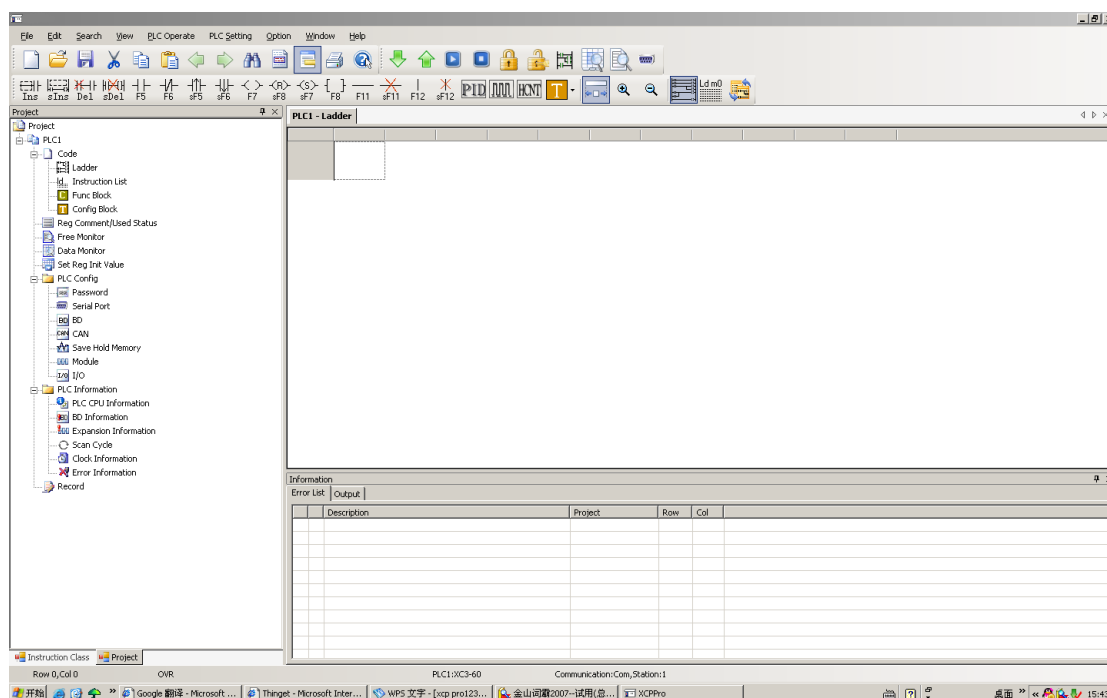 File Edit Search View PLC Operate PLC Setting Option Window Help
Ins sIns Del sDel F5 F6 sF5 sF6 F7 sF8 sF7 F8 F11 sF11 F12 sF12 PID HCNT T Ld m0
Project
PLC1 - Ladder
Project
PLC1
Code
Ladder
Instruction List
Func Block
Config Block
Reg Comment/Used Status
Free Monitor
Data Monitor
Set Reg Init Value
PLC Config
Password
Serial Port
BD BD
CAN CAN
Save Hold Memory
Module
I/O I/O
PLC Information
PLC CPU Information
BD Information
Expansion Information
Scan Cycle
Clock Information
Error Information
Record
Information
Error List Output
Description Project Row Col
Instruction Class Project
Row 0,Col 0 OVR PLC1:XC3-60 Communication:Com,Station:1
开始 Google 翻译 - Microsoft ... Thinget - Microsoft Inter... WPS 文字 - [xcp pro123... 金山词霸2007--试用(总... XCPPro 桌面 15:43